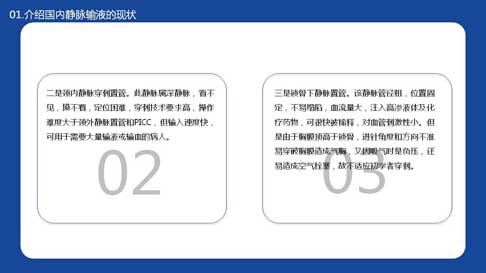 01.介绍国内静脉输液的现状
二是颈内静脉穿刺置管。此静脉属深静脉，看不
见，摸不着，定位困难，穿刺技术要求高，操作
难度大于颈外静脉置管和PICC，但输入速度快，
可用于需要大量输液或输血的病人。
02
三是锁骨下静脉置管。该静脉管径粗，位置固
定，不易塌陷，血流量大，注入高渗液体及化
疗药物，可很快被稀释，对血管刺激性小。但
是由于胸膜顶高于锁骨，进针角度和方向不准
易穿破胸膜造成气胸，又因吸气时是负压，还
易造成空气栓塞，故不适应初学者穿刺。
03